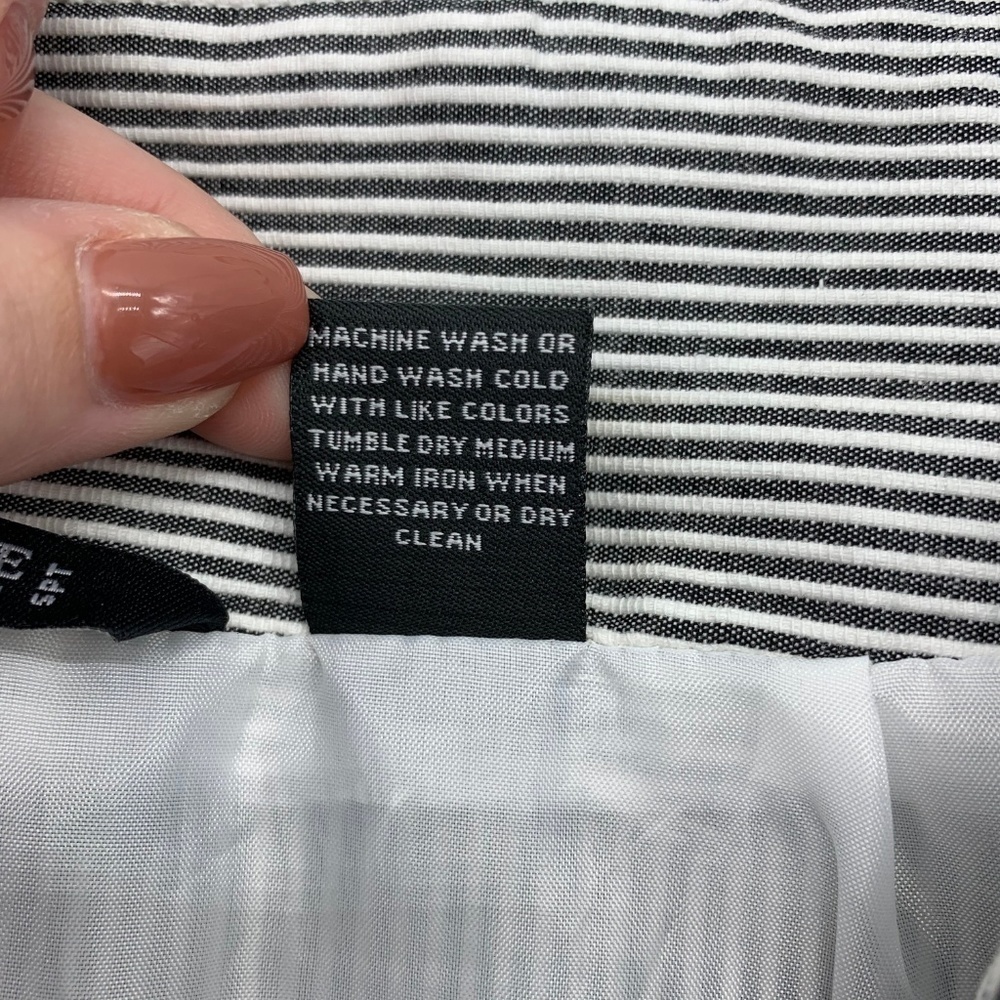 MACHINE WASH OR
HAND WASH COLD
WITH LIKE COLORS
TUMBLE DRY MEDIUM
WARM IRON WHEN
NECESSARY OR DRY
CLEAN
E
5PT